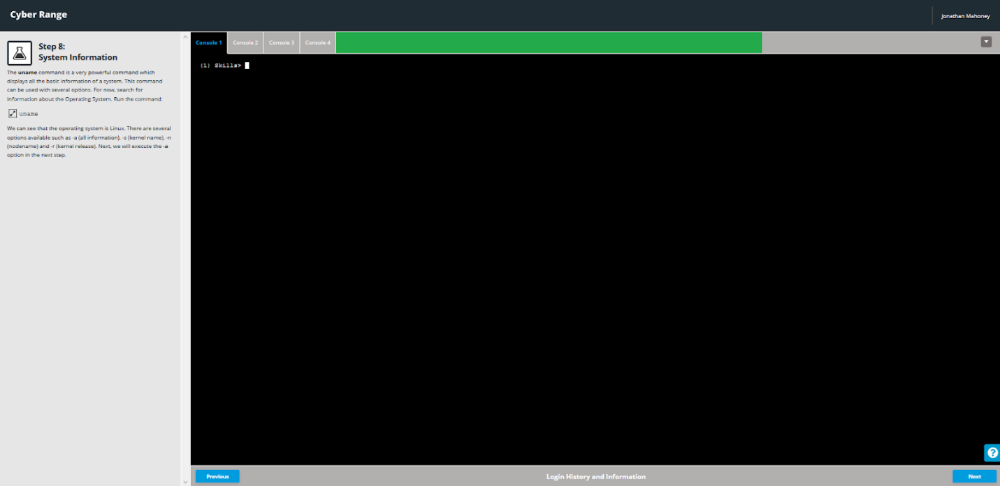 Cyber Range
Jonathan Mahoney
Step 8:
System Information
The uname command is a very powerful command which
displays all the basic information of a system. This command
can be used with several options. For now, search for
information about the Operating System. Run the command:
uname
We can see that the operating system is Linux. There are several
options available such as -a (all information), -s (kernel name), -n
(nodename) and -r (kernel release). Next, we will execute the -a
option in the next step.
Console 1
Console 2
Console 3
Console 4
(1) Skills>
?
Previous
Login History and Information
Next